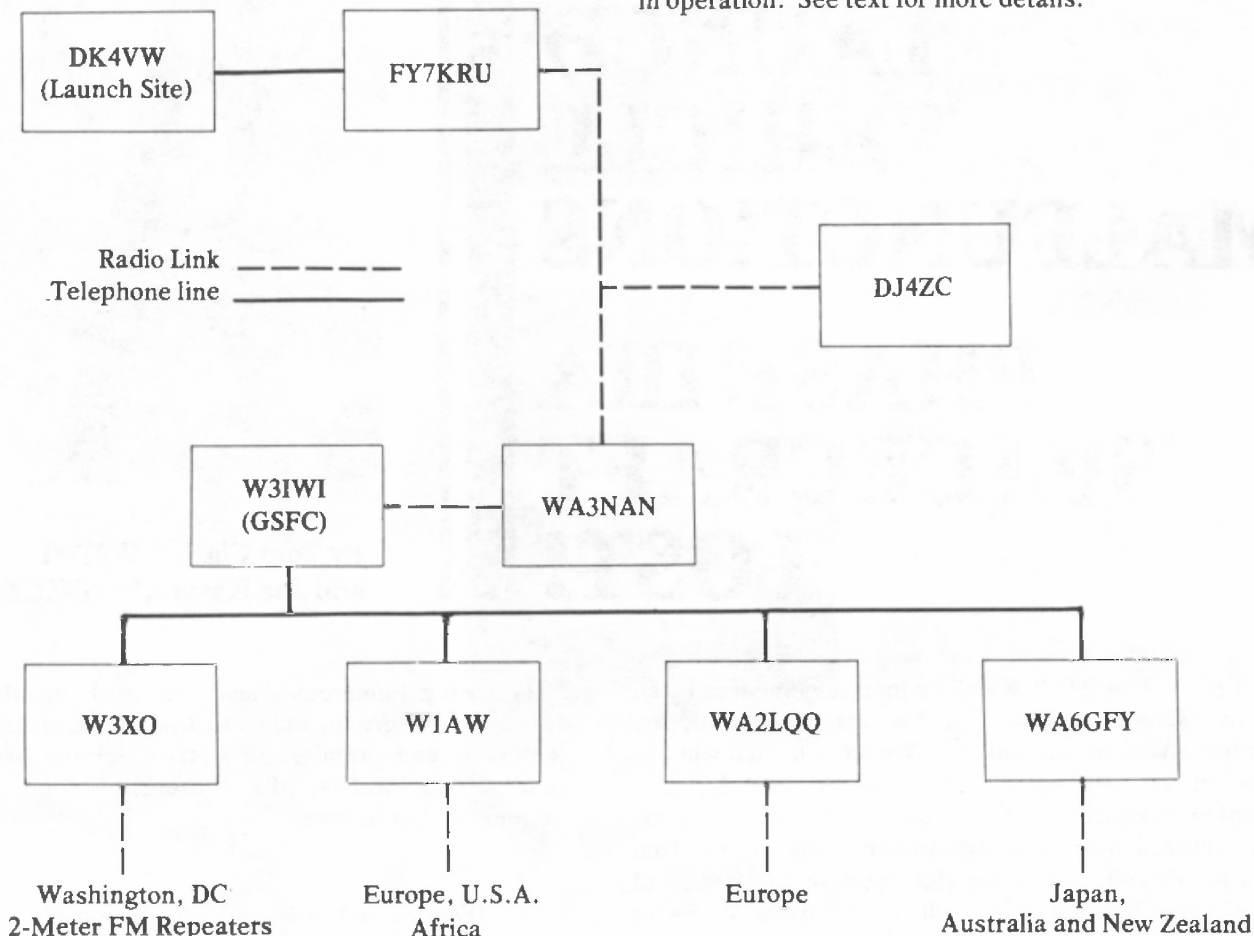 in operation. See text for more details.
DK4VW
(Launch Site)
FY7KRU
Radio Link
Telephone line
DJ4ZC
W3IWI
(GSFC)
WA3NAN
W3XO
W1AW
WA2LQQ
WA6GFY
Washington, DC
2-Meter FM Repeaters
Europe, U.S.A.
Africa
Europe
Japan,
Australia and New Zealand